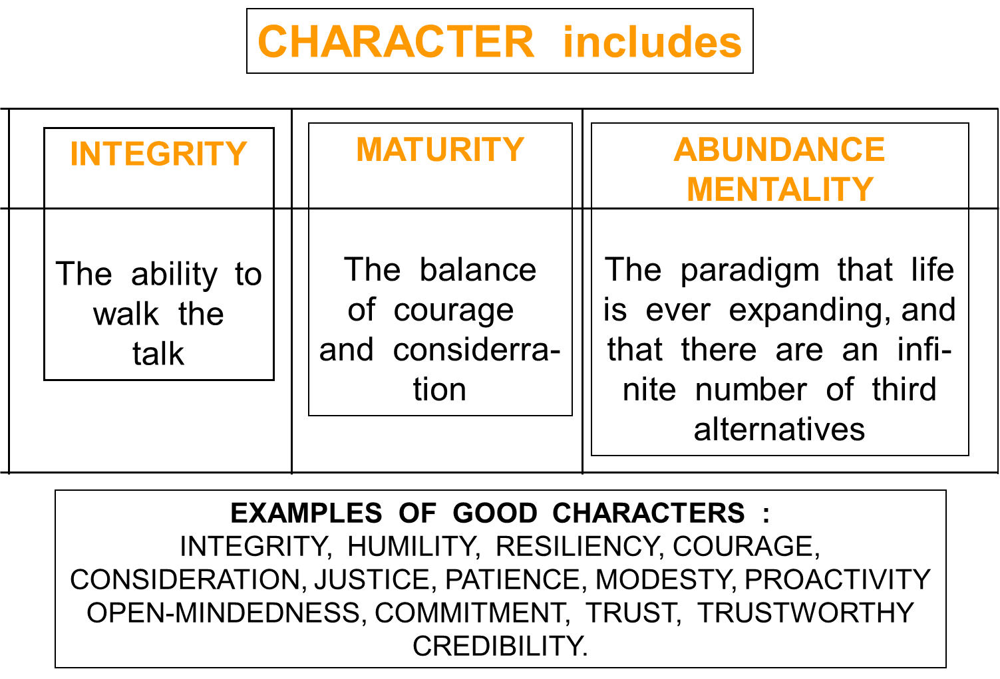 CHARACTER includes
INTEGRITY
The ability to
walk the
talk
MATURITY
The balance
of courage
and considerra-
tion
ABUNDANCE
MENTALITY
The paradigm that life
is ever expanding, and
that there are an infi-
nite number of third
alternatives
EXAMPLES OF GOOD CHARACTERS :
INTEGRITY, HUMILITY, RESILIENCY, COURAGE,
CONSIDERATION, JUSTICE, PATIENCE, MODESTY, PROACTIVITY
OPEN-MINDEDNESS, COMMITMENT, TRUST, TRUSTWORTHY
CREDIBILITY.